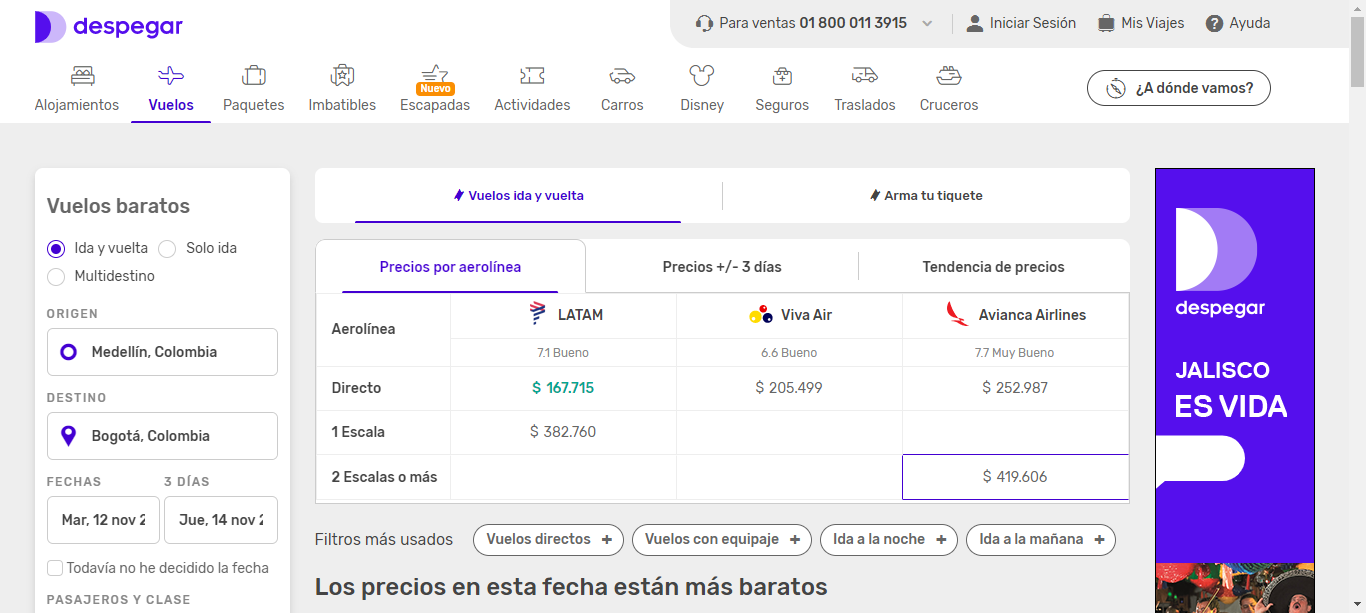 despegar
Para ventas 01 800 011 3915
Iniciar Sesión
Mis Viajes
Ayuda
Alojamientos
Vuelos
Paquetes
Imbatibles
Nuevo
Escapadas
Actividades
Carros
Disney
Seguros
Traslados
Cruceros
¿A dónde vamos?
Vuelos baratos
Ida y vuelta
Solo ida
Multidestino
ORIGEN
Medellín, Colombia
DESTINO
Bogotá, Colombia
FECHAS 3 DÍAS
Mar, 12 nov 2 Jue, 14 nov 2
Todavía no he decidido la fecha
PASAJEROS Y CLASE
Vuelos ida y vuelta
Arma tu tiquete
Precios por aerolínea
Precios +/- 3 días
Tendencia de precios
Aerolínea LATAM Viva Air Avianca Airlines
7.1 Bueno 6.6 Bueno 7.7 Muy Bueno
Directo $ 167.715 $ 205.499 $ 252.987
1 Escala $ 382.760
2 Escalas o más $ 419.606
Filtros más usados
Vuelos directos +
Vuelos con equipaje +
Ida a la noche +
Ida a la mañana +
Los precios en esta fecha están más baratos
despegar
JALISCO
ES VIDA